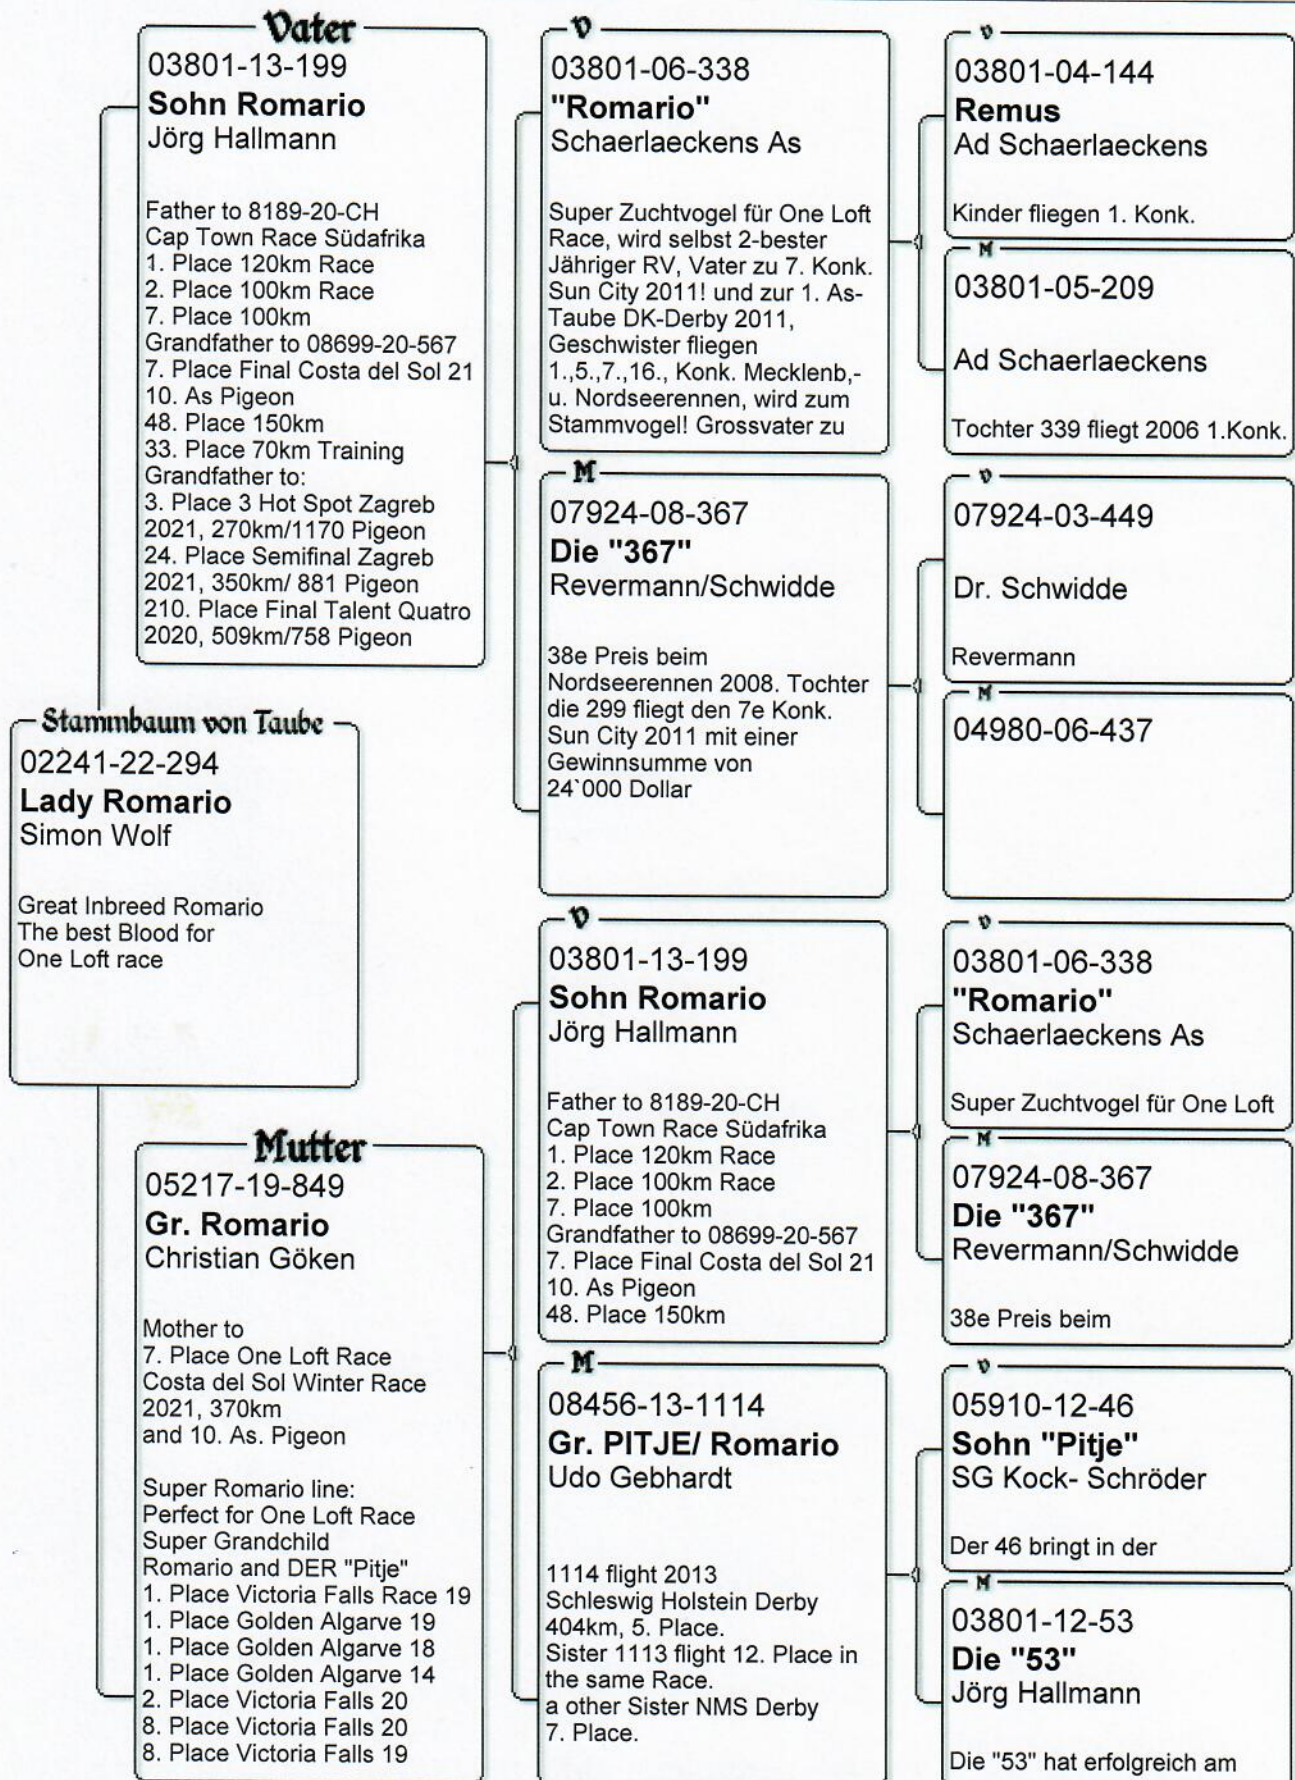 Vater
03801-13-199
Sohn Romario
Jörg Hallmann
Father to 8189-20-CH
Cap Town Race Südafrika
1. Place 120km Race
2. Place 100km Race
7. Place 100km
Grandfather to 08699-20-567
7. Place Final Costa del Sol 21
10. As Pigeon
48. Place 150km
33. Place 70km Training
Grandfather to:
3. Place 3 Hot Spot Zagreb
2021, 270km/1170 Pigeon
24. Place Semifinal Zagreb
2021, 350km/ 881 Pigeon
210. Place Final Talent Quatro
2020, 509km/758 Pigeon
Stammbaum von Taube
02241-22-294
Lady Romario
Simon Wolf
Great Inbreed Romario
The best Blood for
One Loft race
Mutter
05217-19-849
Gr. Romario
Christian Göken
Mother to
7. Place One Loft Race
Costa del Sol Winter Race
2021, 370km
and 10. As. Pigeon
Super Romario line:
Perfect for One Loft Race
Super Grandchild
Romario and DER "Pitje"
1. Place Victoria Falls Race 19
1. Place Golden Algarve 19
1. Place Golden Algarve 18
1. Place Golden Algarve 14
2. Place Victoria Falls 20
8. Place Victoria Falls 20
8. Place Victoria Falls 19
V
03801-06-338
"Romario"
Schaerlaeckens As
Super Zuchtvogel für One Loft
Race, wird selbst 2-bester
Jähriger RV, Vater zu 7. Konk.
Sun City 2011! und zur 1. As-
Taube DK-Derby 2011,
Geschwister fliegen
1.,5.,7.,16., Konk. Mecklenb,-
u. Nordseerennen, wird zum
Stammvogel! Grossvater zu
M
07924-08-367
Die "367"
Revermann/Schwidde
38e Preis beim
Nordseerennen 2008. Tochter
die 299 fliegt den 7e Konk.
Sun City 2011 mit einer
Gewinnsumme von
24`000 Dollar
V
03801-13-199
Sohn Romario
Jörg Hallmann
Father to 8189-20-CH
Cap Town Race Südafrika
1. Place 120km Race
2. Place 100km Race
7. Place 100km
Grandfather to 08699-20-567
7. Place Final Costa del Sol 21
10. As Pigeon
48. Place 150km
M
08456-13-1114
Gr. PITJE/ Romario
Udo Gebhardt
1114 flight 2013
Schleswig Holstein Derby
404km, 5. Place.
Sister 1113 flight 12. Place in
the same Race.
a other Sister NMS Derby
7. Place.
V
03801-04-144
Remus
Ad Schaerlaeckens
Kinder fliegen 1. Konk.
M
03801-05-209
Ad Schaerlaeckens
Tochter 339 fliegt 2006 1.Konk.
V
07924-03-449
Dr. Schwidde
Revermann
M
04980-06-437
V
03801-06-338
"Romario"
Schaerlaeckens As
Super Zuchtvogel für One Loft
M
07924-08-367
Die "367"
Revermann/Schwidde
38e Preis beim
V
05910-12-46
Sohn "Pitje"
SG Kock- Schröder
Der 46 bringt in der
M
03801-12-53
Die "53"
Jörg Hallmann
Die "53" hat erfolgreich am